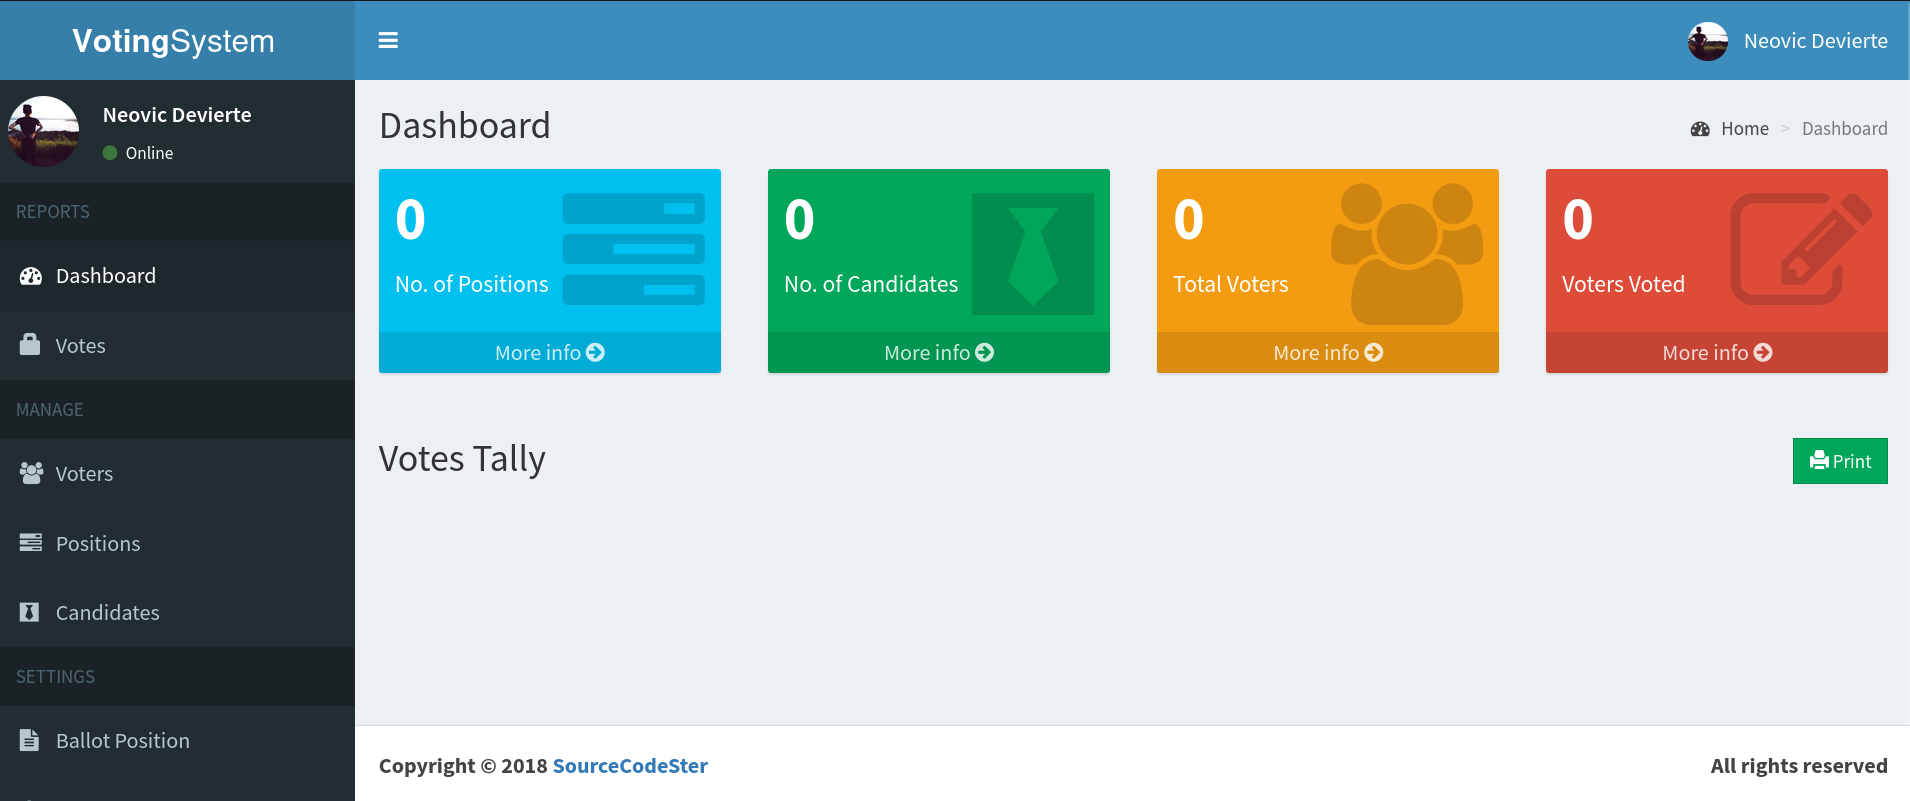 VotingSystem
Neovic Devierte
Neovic Devierte
Online
REPORTS
Dashboard
Votes
MANAGE
Voters
Positions
Candidates
SETTINGS
Ballot Position
Dashboard
Home > Dashboard
0
No. of Positions
More info
0
No. of Candidates
More info
0
Total Voters
More info
0
Voters Voted
More info
Votes Tally
Print
Copyright © 2018 SourceCodeSter
All rights reserved